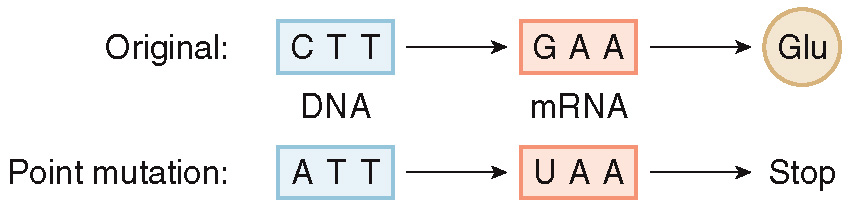 Original: C T T G A A Glu
DNA mRNA
Point mutation: A T T U A A Stop